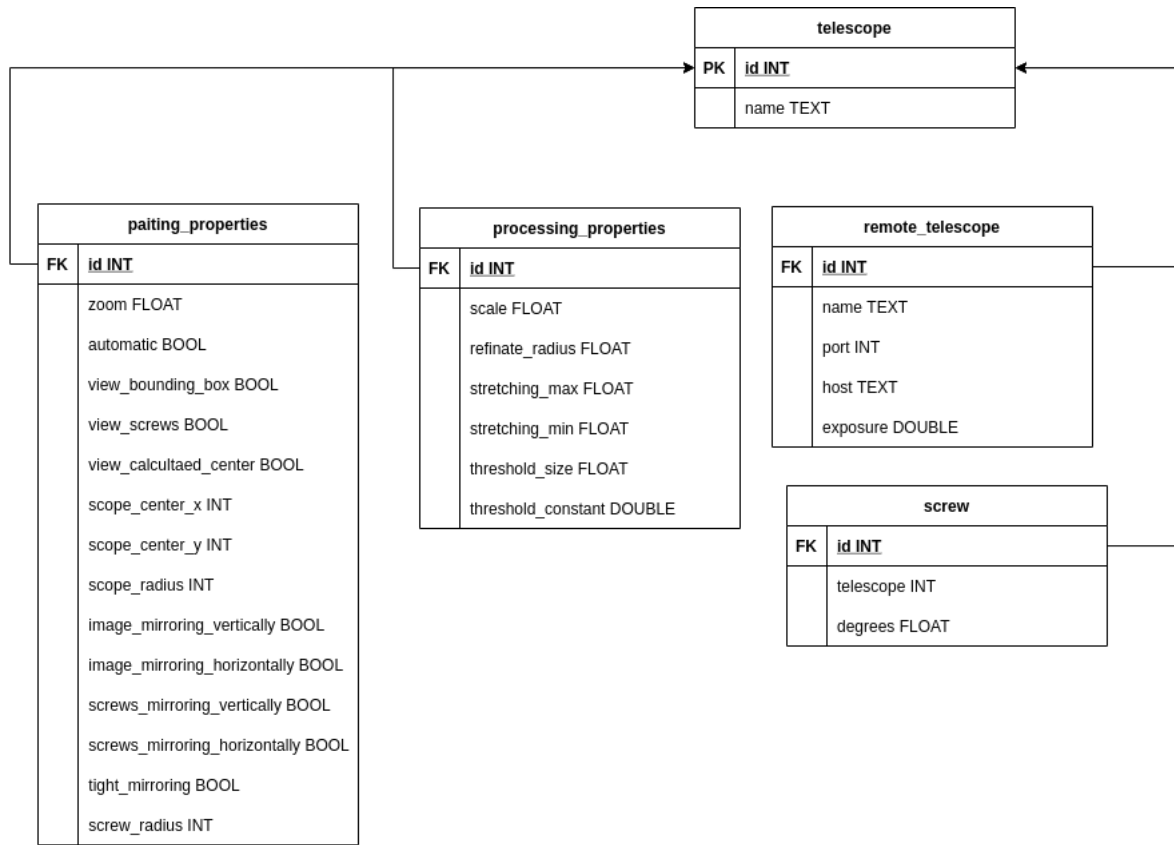 telescope
PK id INT
name TEXT
paiting_properties
FK id INT
zoom FLOAT
automatic BOOL
view_bounding_box BOOL
view_screws BOOL
view_calcultaed_center BOOL
scope_center_x INT
scope_center_y INT
scope_radius INT
image_mirroring_vertically BOOL
image_mirroring_horizontally BOOL
screws_mirroring_vertically BOOL
screws_mirroring_horizontally BOOL
tight_mirroring BOOL
screw_radius INT
processing_properties
FK id INT
scale FLOAT
refinate_radius FLOAT
stretching_max FLOAT
stretching_min FLOAT
threshold_size FLOAT
threshold_constant DOUBLE
remote_telescope
FK id INT
name TEXT
port INT
host TEXT
exposure DOUBLE
screw
FK id INT
telescope INT
degrees FLOAT